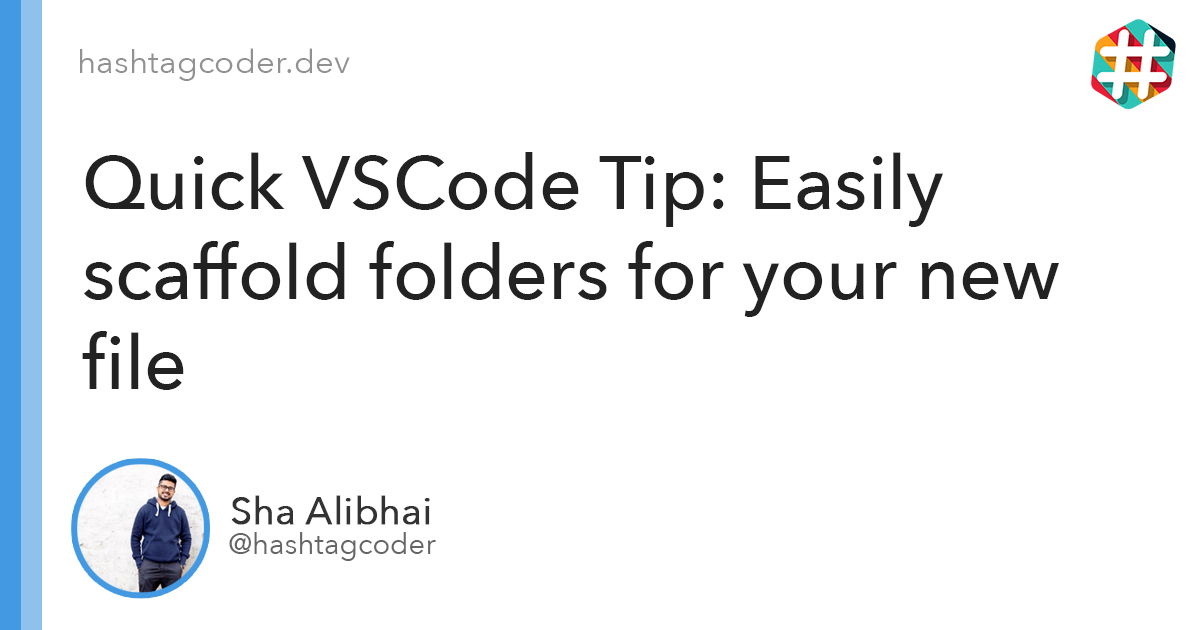 hashtagcoder.dev
Quick VSCode Tip: Easily
scaffold folders for your new
file
Sha Alibhai
@hashtagcoder